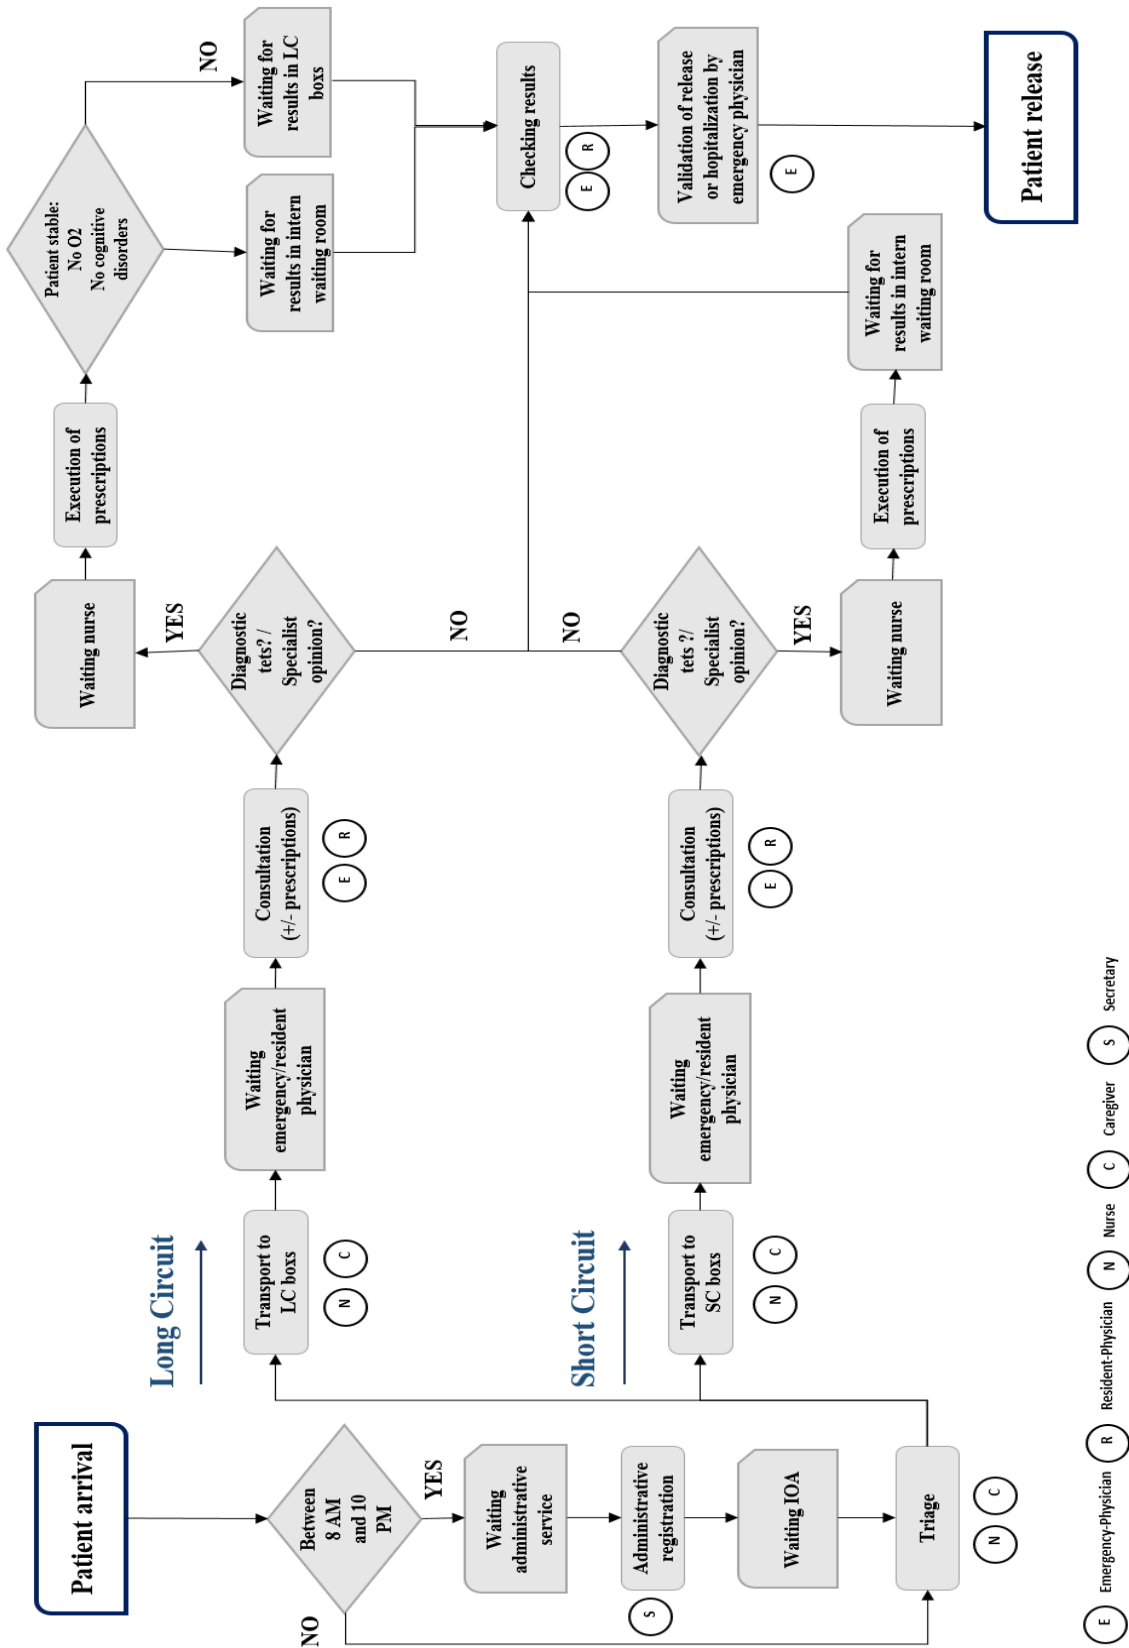 Patient arrival
Between
8 AM
and 10
PM
NO
YES
Waiting
administrative
service
Administrative
registration
S
Waiting IOA
Triage
N
C
Long Circuit
Transport to
LC boxs
N
C
Waiting
emergency/resident
physician
Consultation
(+/- prescriptions)
E
R
Diagnostic
tets? /
Specialist
opinion?
YES
NO
Waiting nurse
Execution of
prescriptions
Patient stable:
No O2
No cognitive
disorders
NO
Waiting for
results in LC
boxs
Waiting for
results in intern
waiting room
Short Circuit
Transport to
SC boxs
N
C
Waiting
emergency/resident
physician
Consultation
(+/- prescriptions)
E
R
Diagnostic
tets ?/
Specialist
opinion?
NO
YES
Waiting nurse
Execution of
prescriptions
Waiting for
results in intern
waiting room
Checking results
E
R
Validation of release
or hopitalization by
emergency physician
E
Patient release
E Emergency-Physician R Resident-Physician N Nurse C Caregiver S Secretary